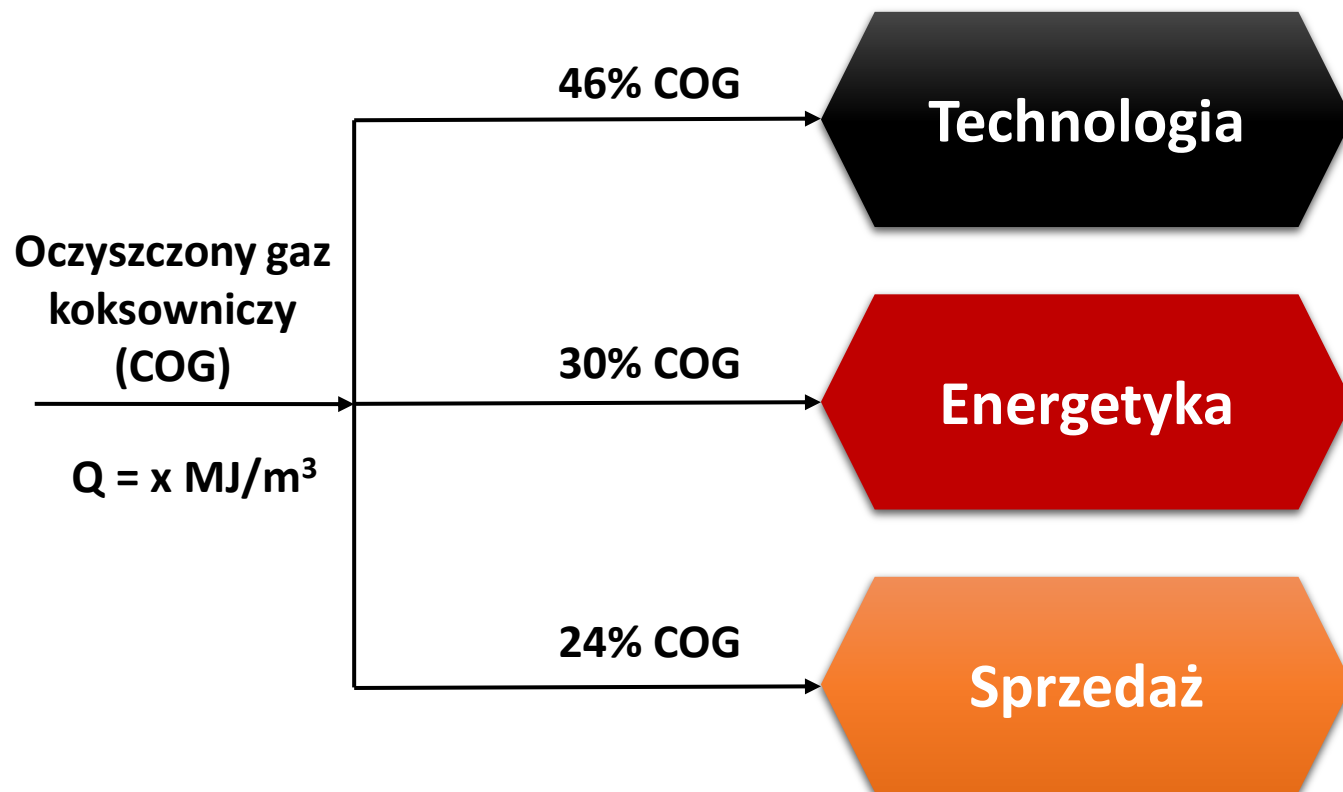 46% COG
Technologia
Oczyszczony gaz
koksowniczy
(COG)
30% COG
Energetyka
Q = x MJ/m³
24% COG
Sprzedaż